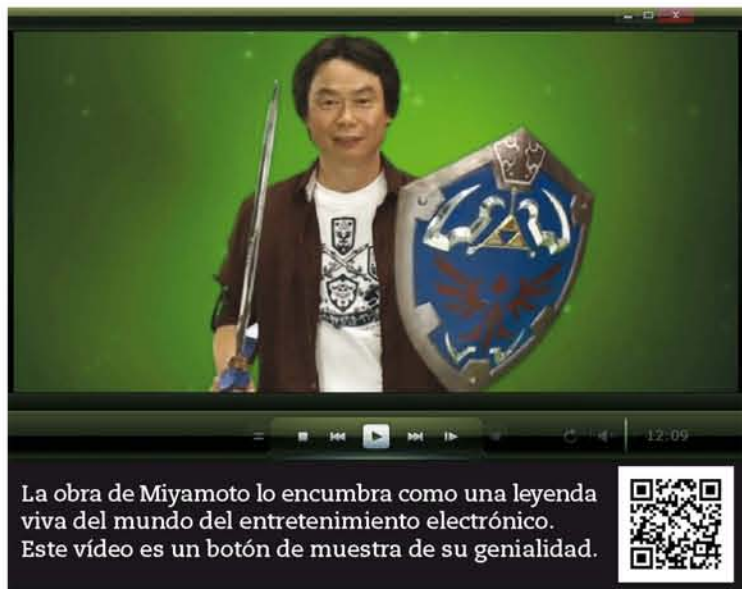 12:09
La obra de Miyamoto lo encumbra como una leyenda
viva del mundo del entretenimiento electrónico.
Este vídeo es un botón de muestra de su genialidad.